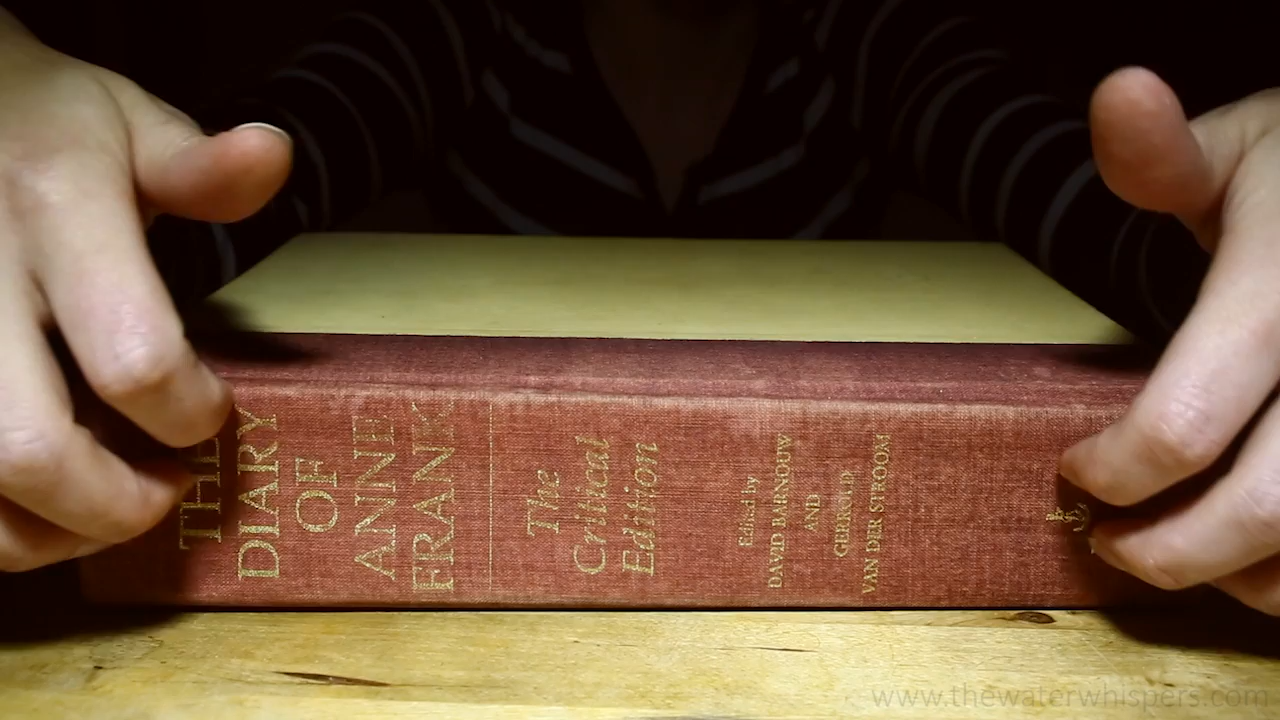 THE
DIARY
OF
ANNE
FRANK
The
Critical
Edition
Edited by
DAVID BARNOUW
AND
GERROLD
VAN DER STROOM
www.thewaterwhispers.com